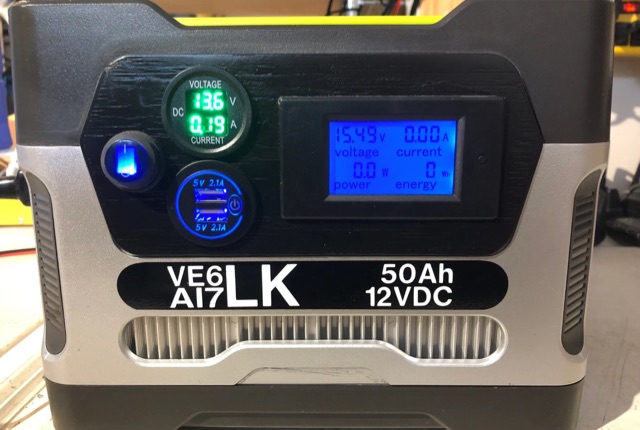 VOLTAGE
DC 13.6 V
0.19 A
CURRENT
5V 2.1A
5V 2.1A
15.49 V 0.00 A
voltage current
0.0 W 0 Wh
power energy
VE6 LK 50Ah
AI7 12VDC